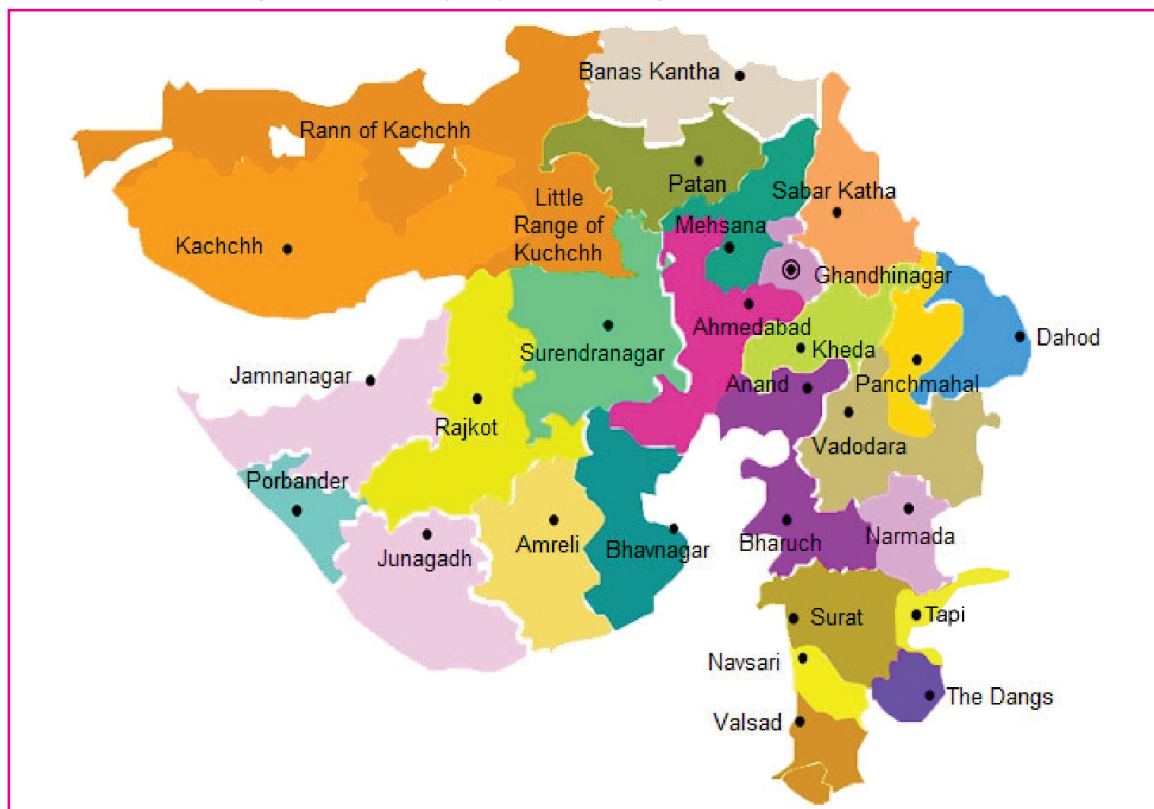 Banas Kantha
Rann of Kachchh
Patan
Sabar Katha
Little
Range of
Kuchchh
Mehsana
Kachchh
Ghandhinagar
Ahmedabad
Surendranagar
Kheda
Dahod
Jamnanagar
Anand
Panchmahal
Rajkot
Vadodara
Porbander
Junagadh
Amreli
Bhavnagar
Bharuch
Narmada
Surat
Tapi
Navsari
The Dangs
Valsad